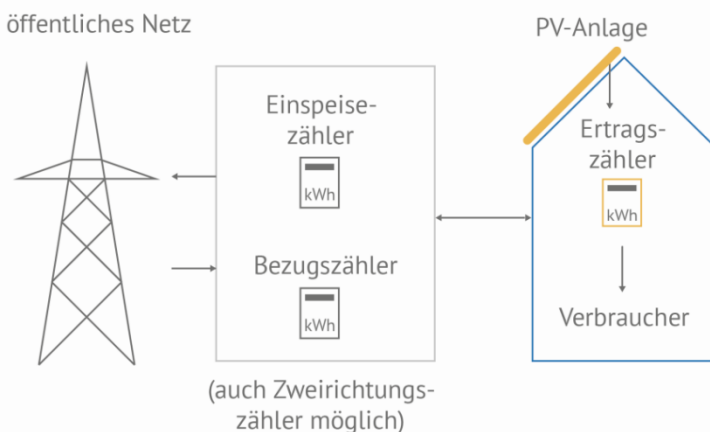 öffentliches Netz
PV-Anlage
Einspeise-
zähler
kWh
Bezugszähler
kWh
(auch Zweirichtungs-
zähler möglich)
Ertrags-
zähler
kWh
Verbraucher